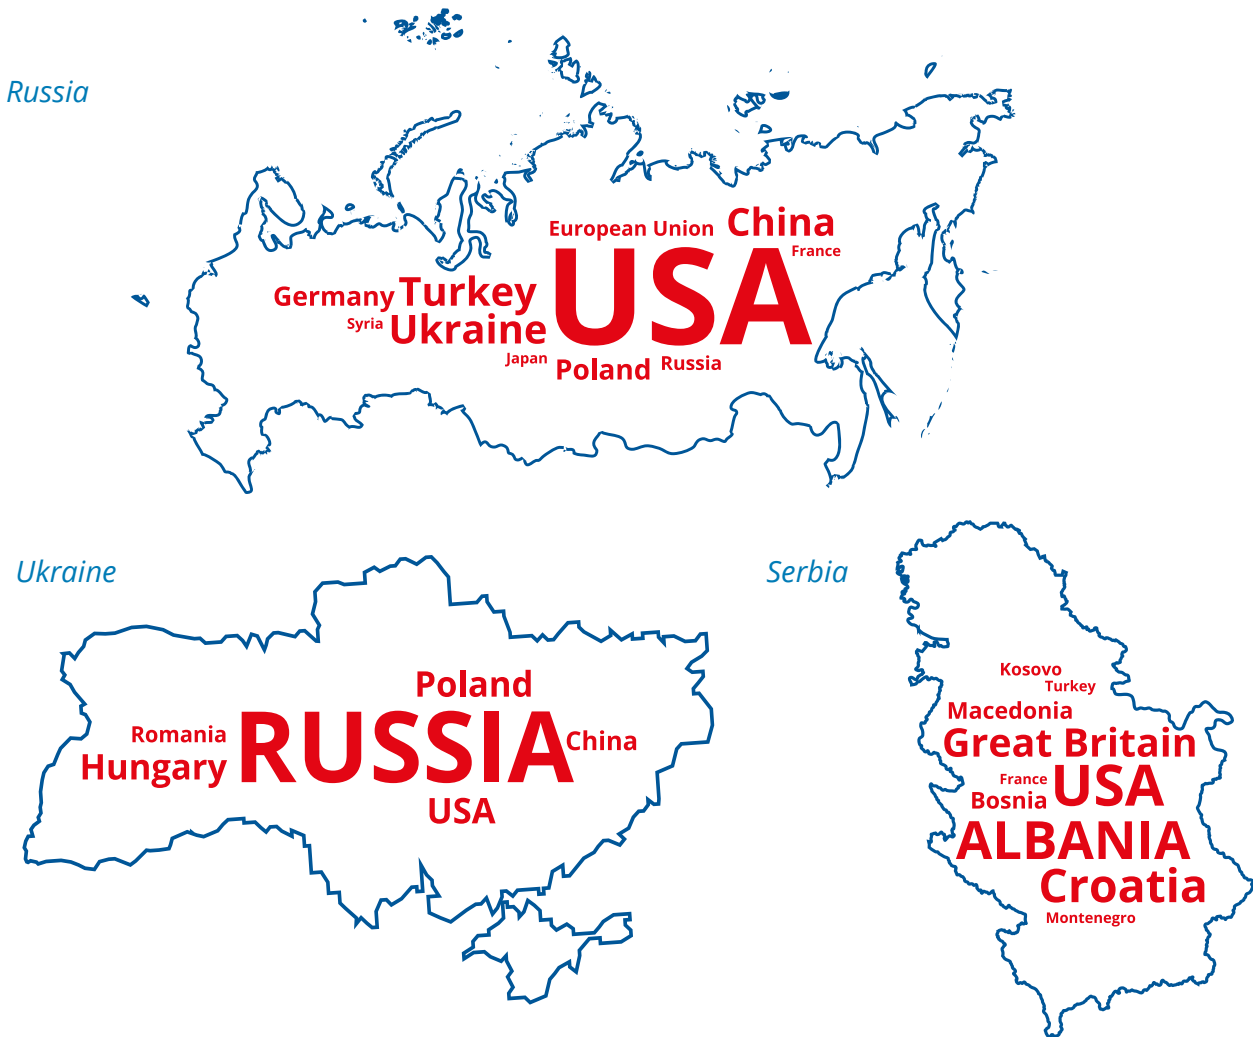 Russia
European Union China
France
USA
Germany Turkey
Syria Ukraine
Japan Poland Russia
Ukraine
Poland
Romania RUSSIA China
Hungary
USA
Serbia
Kosovo
Turkey
Macedonia
Great Britain
France USA
Bosnia
ALBANIA
Croatia
Montenegro